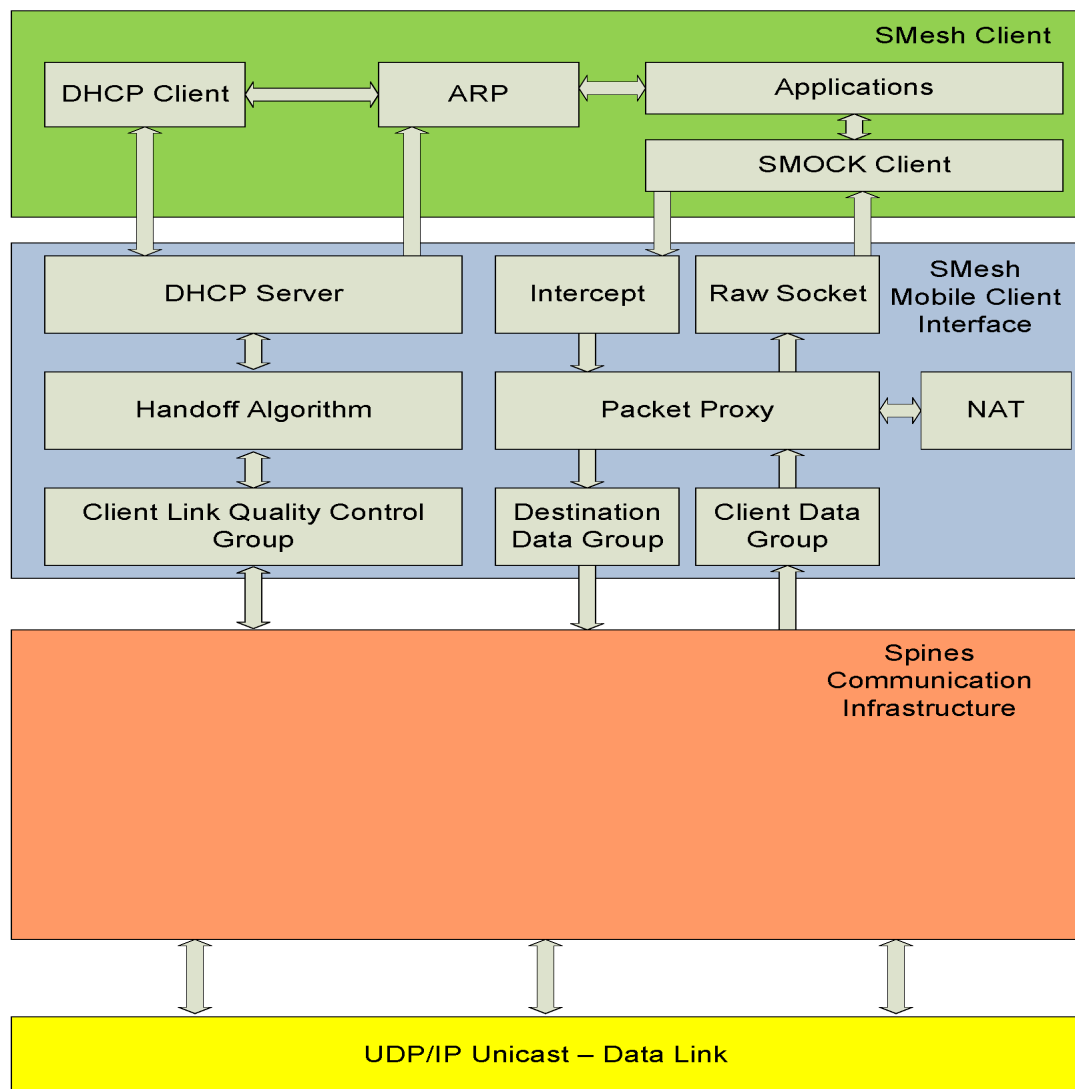 SMesh Client
DHCP Client
ARP
Applications
SMOCK Client
SMesh
Mobile Client
Interface
DHCP Server
Intercept
Raw Socket
Handoff Algorithm
Packet Proxy
NAT
Client Link Quality Control
Group
Destination
Data Group
Client Data
Group
Spines
Communication
Infrastructure
UDP/IP Unicast – Data Link